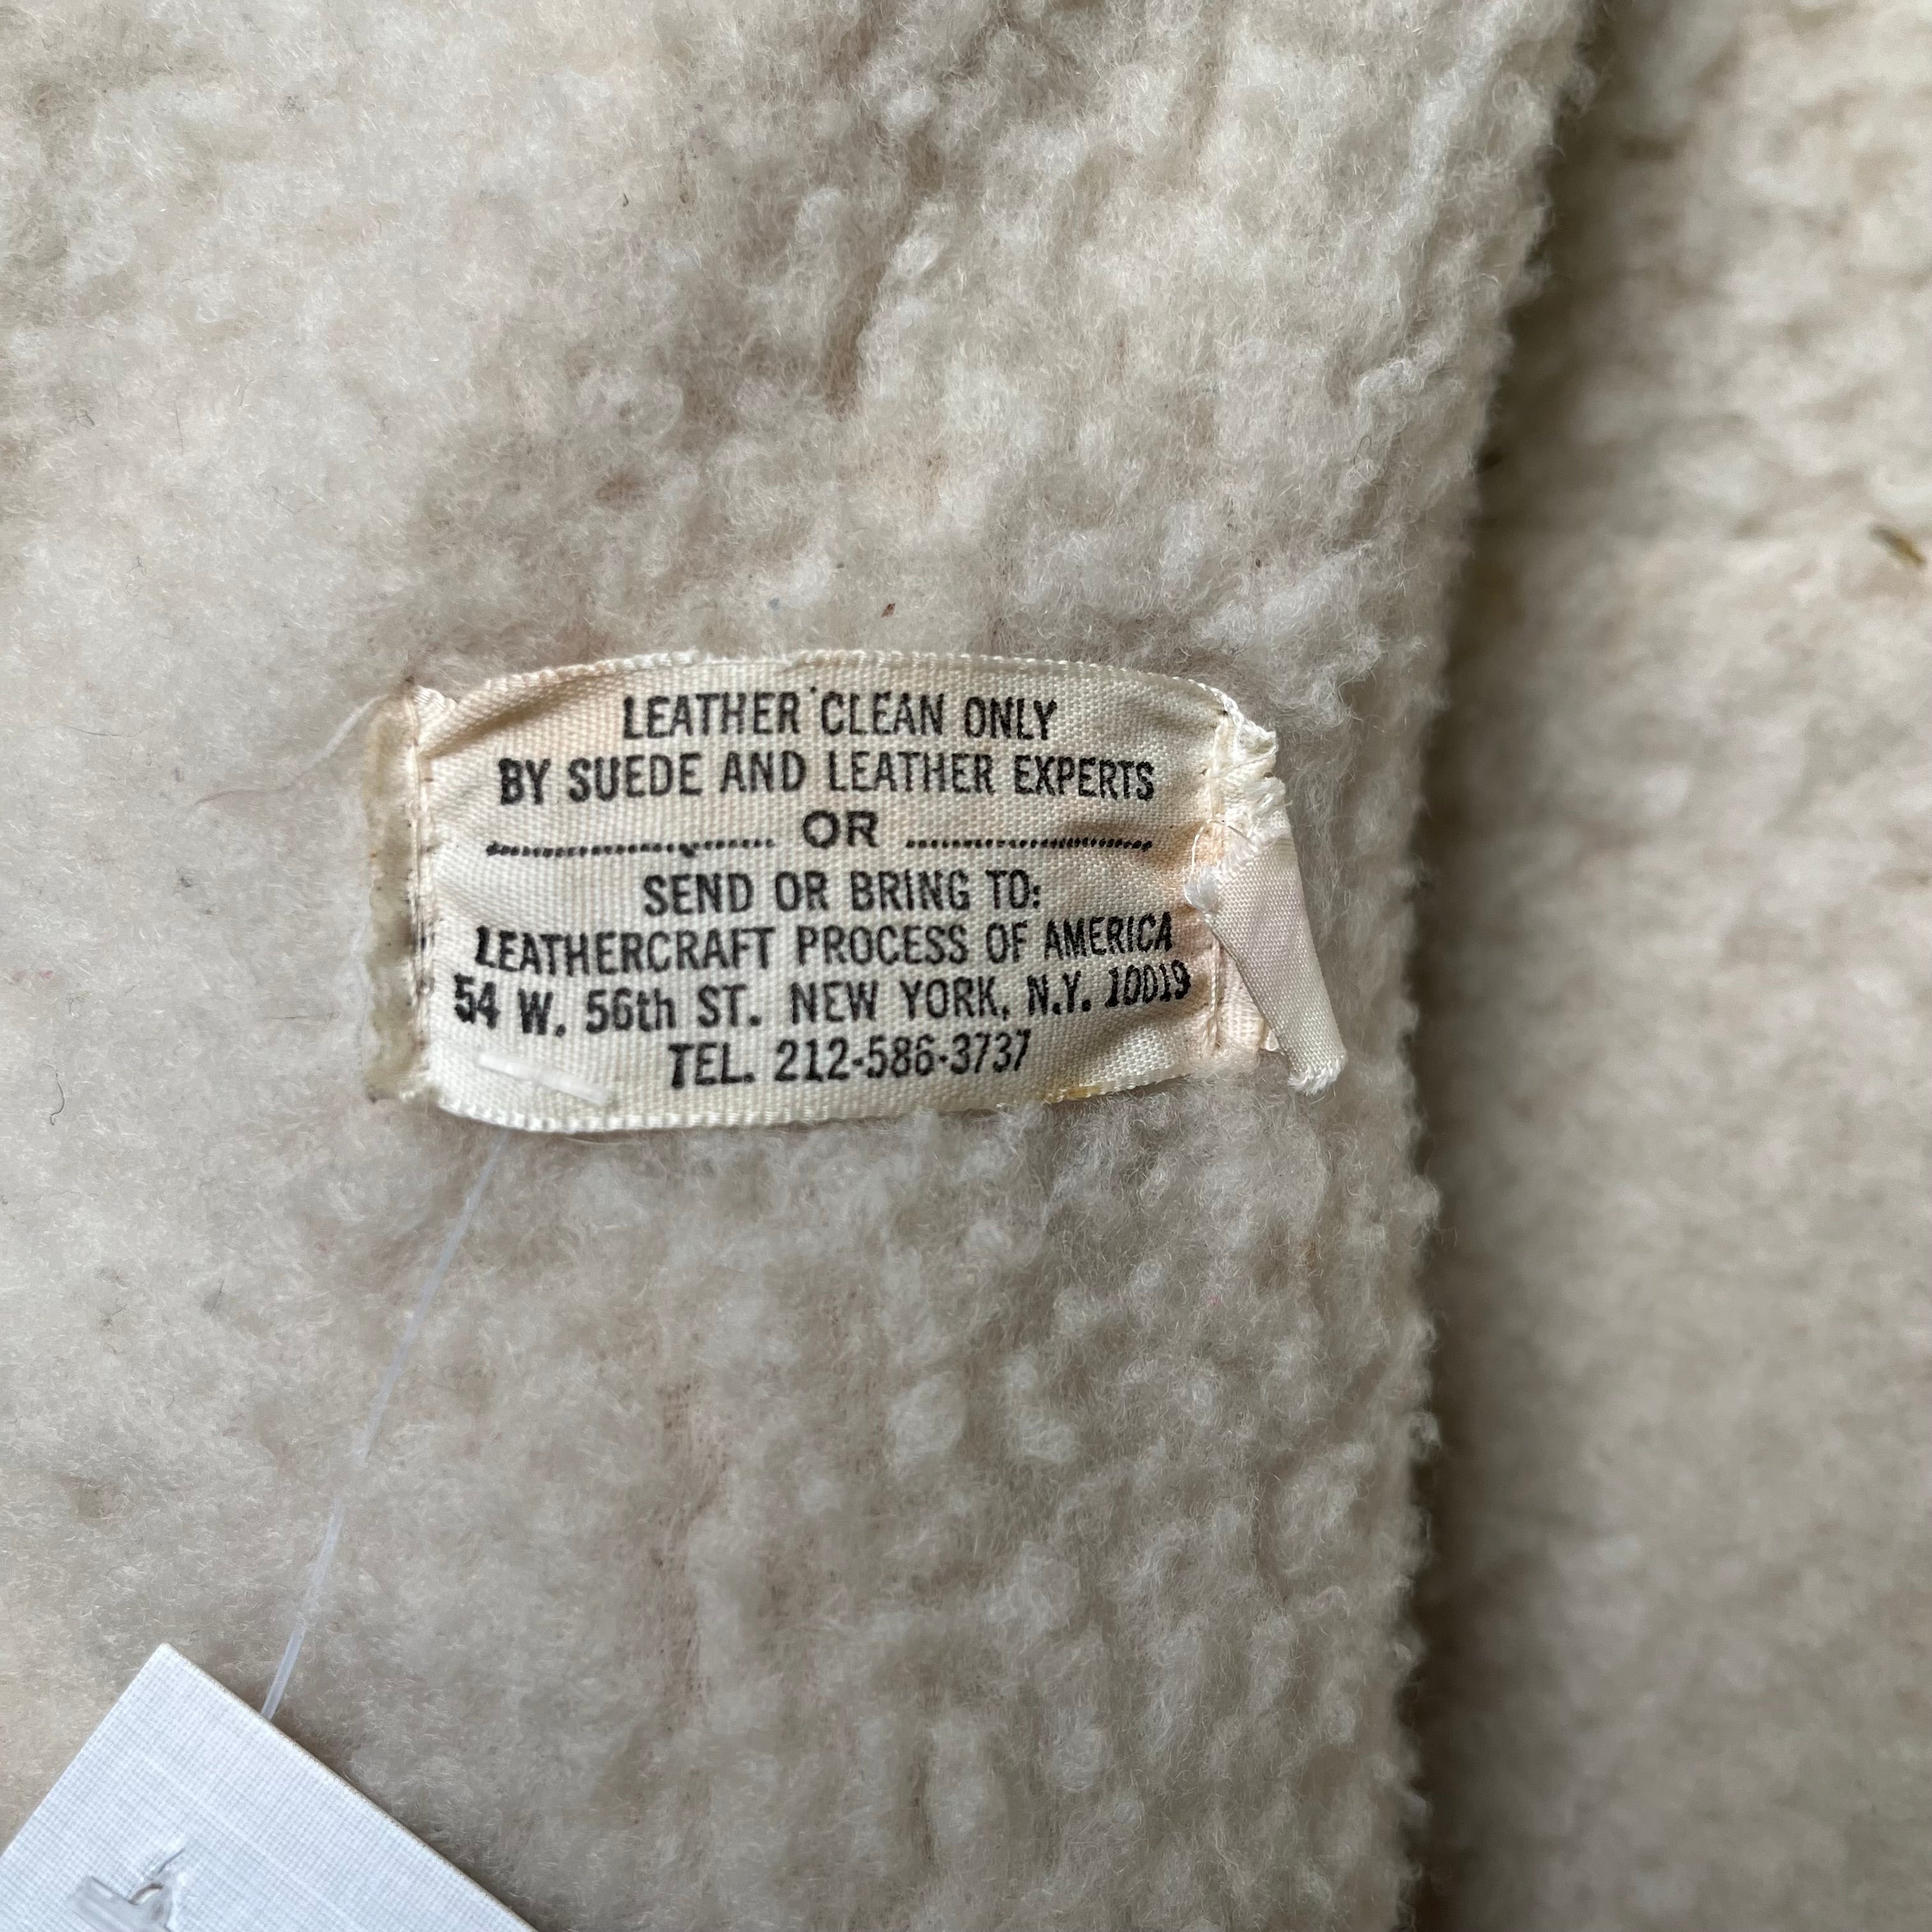 LEATHER CLEAN ONLY
BY SUEDE AND LEATHER EXPERTS
OR
SEND OR BRING TO:
LEATHERCRAFT PROCESS OF AMERICA
54 W. 56th ST. NEW YORK, N.Y. 10019
TEL. 212-586-3737